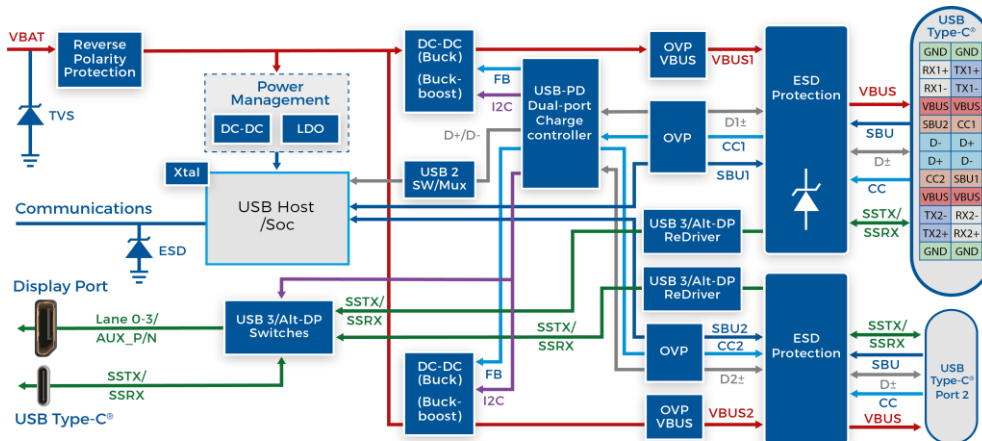 VBAT
Reverse
Polarity
Protection
TVS
Power
Management
DC-DC
LDO
Xtal
USB Host
/Soc
Communications
ESD
Display Port
Lane 0-3/
AUX_P/N
SSTX/
SSRX
USB Type-C®
USB 3/Alt-DP
Switches
SSTX/
SSRX
SSTX/
SSRX
DC-DC
(Buck)
(Buck-
boost)
FB
I2C
D+/D-
USB 2
SW/Mux
USB-PD
Dual-port
Charge
controller
DC-DC
(Buck)
(Buck-
boost)
FB
I2C
OVP
VBUS
VBUS1
OVP
D1±
CC1
SBU1
USB 3/Alt-DP
ReDriver
USB 3/Alt-DP
ReDriver
OVP
SBU2
CC2
D2±
OVP
VBUS
VBUS2
ESD
Protection
ESD
Protection
VBUS
SBU
D±
CC
SSTX/
SSRX
SSTX/
SSRX
SBU
D±
CC
VBUS
USB
Type-C®
GND GND
RX1+ TX1+
RX1- TX1-
VBUS VBUS
SBU2 CC1
D- D+
D+ D-
CC2 SBU1
VBUS VBUS
TX2- RX2-
TX2+ RX2+
GND GND
USB
Type-C®
Port 2